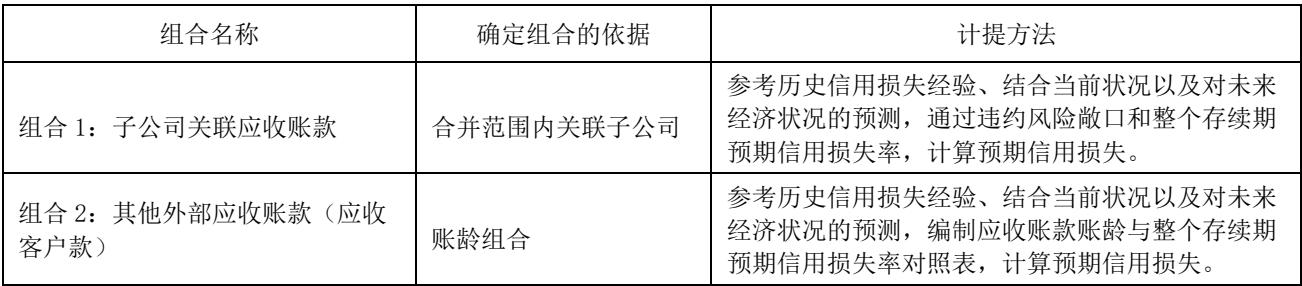 组合名称
确定组合的依据
计提方法
组合 1：子公司关联应收账款
合并范围内关联子公司
参考历史信用损失经验、结合当前状况以及对未来
经济状况的预测，通过违约风险敞口和整个存续期
预期信用损失率，计算预期信用损失。
组合 2：其他外部应收账款（应收
客户款）
账龄组合
参考历史信用损失经验、结合当前状况以及对未来
经济状况的预测，编制应收账款账龄与整个存续期
预期信用损失率对照表，计算预期信用损失。